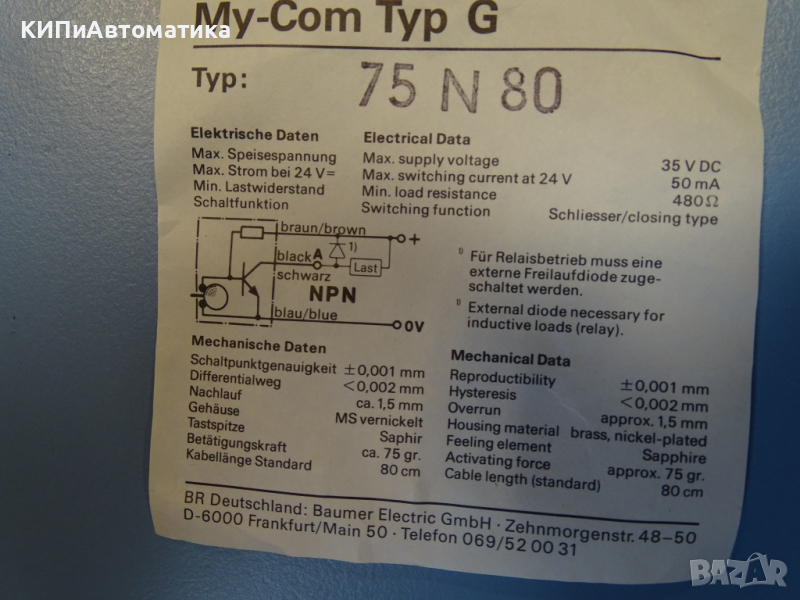 КИПиАвтоматика
My-Com Typ G
Typ: 75 N 80
Elektrische Daten
Max. Speisespannung
Max. Strom bei 24 V=
Min. Lastwiderstand
Schaltfunktion
Electrical Data
Max. supply voltage 35 V DC
Max. switching current at 24 V 50 mA
Min. load resistance 480 Ω
Switching function Schliesser/closing type
braun/brown
+
black A
1)
Last
schwarz
NPN
blau/blue
0V
1) Für Relaisbetrieb muss eine
externe Freilaufdiode zuge-
schaltet werden.
1) External diode necessary for
inductive loads (relay).
Mechanische Daten
Schaltpunktgenauigkeit ±0,001 mm
Differentialweg <0,002 mm
Nachlauf ca. 1,5 mm
Gehäuse MS vernickelt
Tastspitze Saphir
Betätigungskraft ca. 75 gr.
Kabellänge Standard 80 cm
Mechanical Data
Reproductibility ±0,001 mm
Hysteresis <0,002 mm
Overrun approx. 1,5 mm
Housing material brass, nickel-plated
Feeling element Sapphire
Activating force approx. 75 gr.
Cable length (standard) 80 cm
BR Deutschland: Baumer Electric GmbH · Zehnmorgenstr. 48–50
D-6000 Frankfurt/Main 50 · Telefon 069/52 00 31
BAZAR